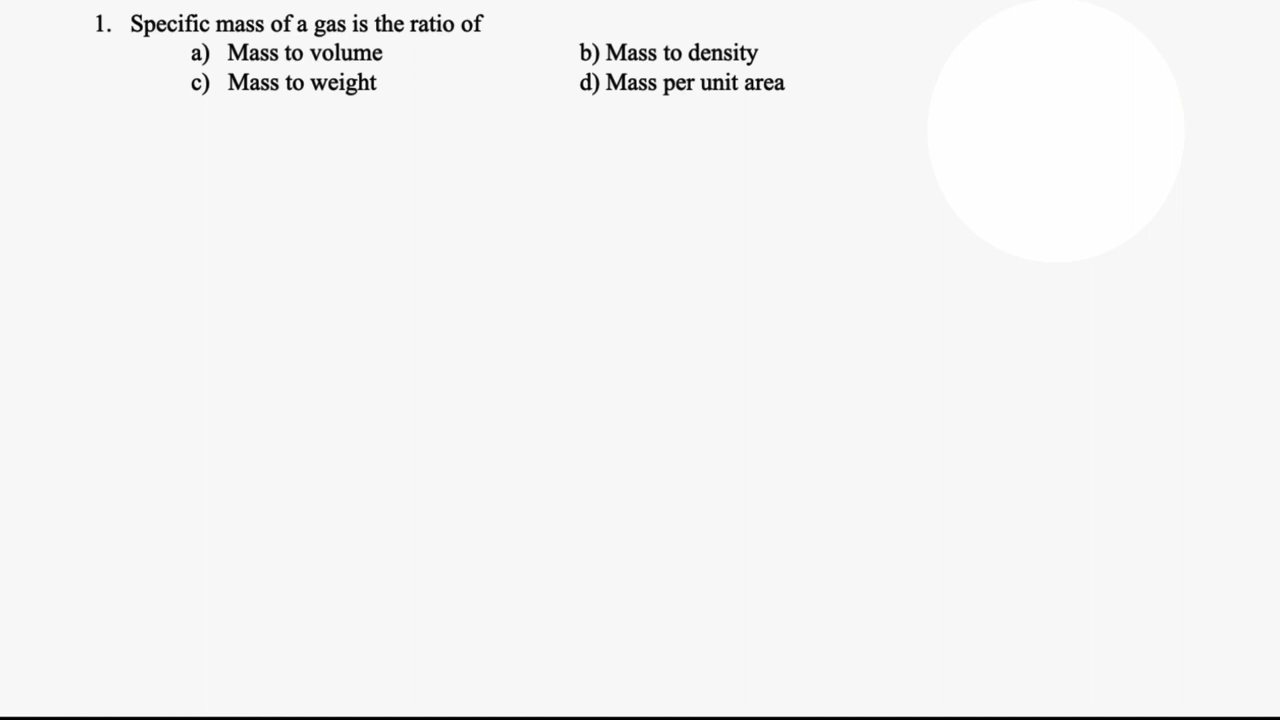 1. Specific mass of a gas is the ratio of
a) Mass to volume b) Mass to density
c) Mass to weight d) Mass per unit area